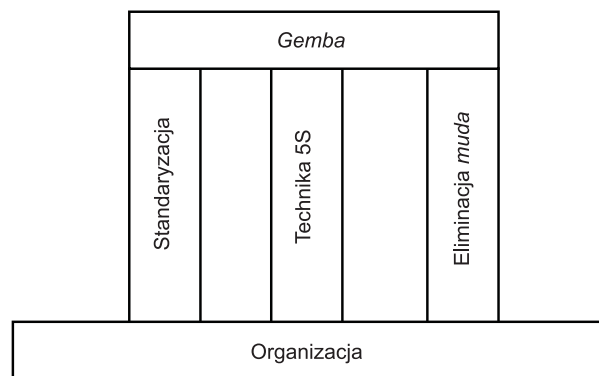 Gemba
Standaryzacja
Technika 5S
Eliminacja muda
Organizacja